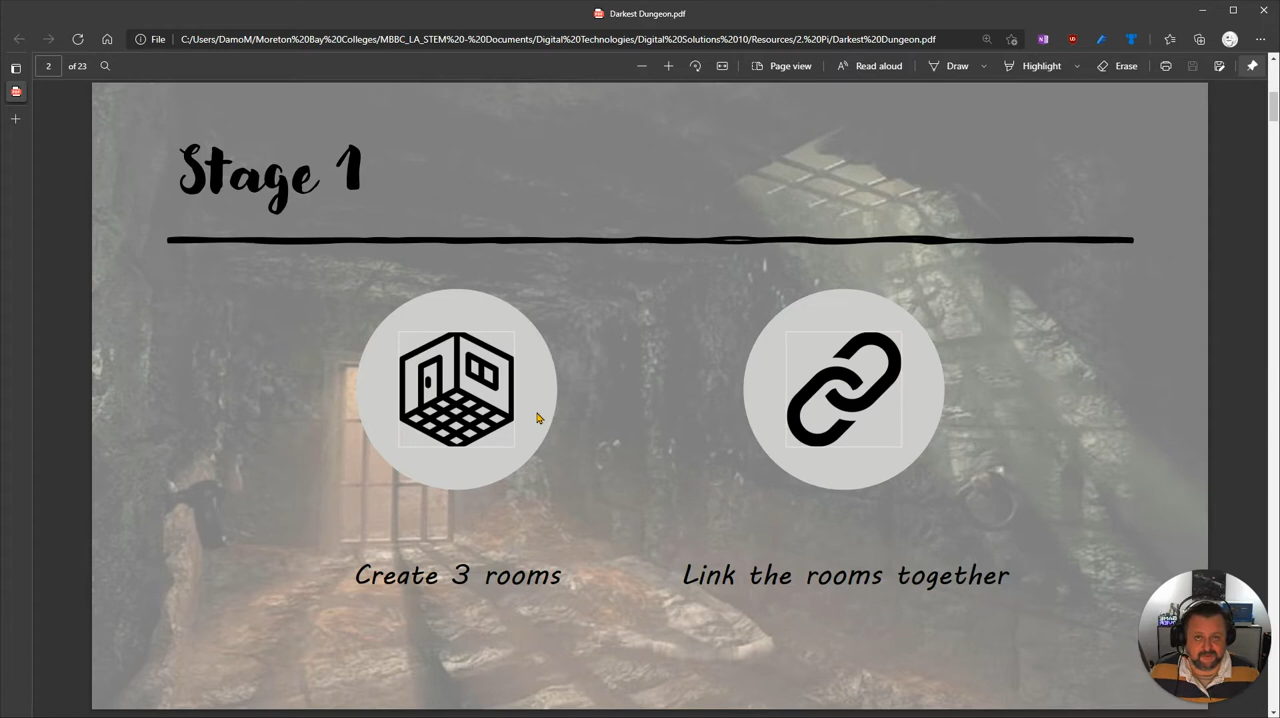 Darkest Dungeon.pdf
File
C:/Users/DamoM/Moreton%20Bay%20Colleges/MBBC_LA_STEM%20-%20Documents/Digital%20Technologies/Digital%20Solutions%2010/Resources/2.%20Pi/Darkest%20Dungeon.pdf
2 of 23
Page view
Read aloud
Draw
Highlight
Erase
Stage 1
Create 3 rooms
Link the rooms together